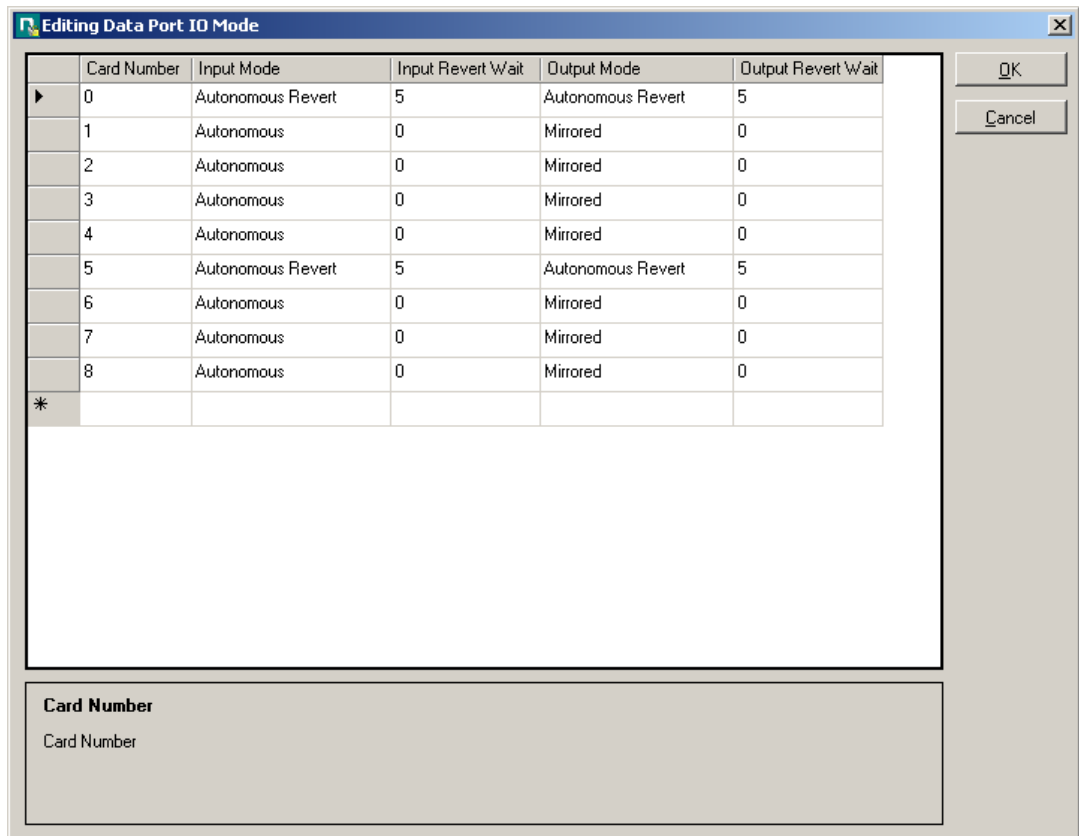 Editing Data Port IO Mode
Card Number Input Mode Input Revert Wait Output Mode Output Revert Wait
0 Autonomous Revert 5 Autonomous Revert 5
1 Autonomous 0 Mirrored 0
2 Autonomous 0 Mirrored 0
3 Autonomous 0 Mirrored 0
4 Autonomous 0 Mirrored 0
5 Autonomous Revert 5 Autonomous Revert 5
6 Autonomous 0 Mirrored 0
7 Autonomous 0 Mirrored 0
8 Autonomous 0 Mirrored 0
OK
Cancel
Card Number
Card Number